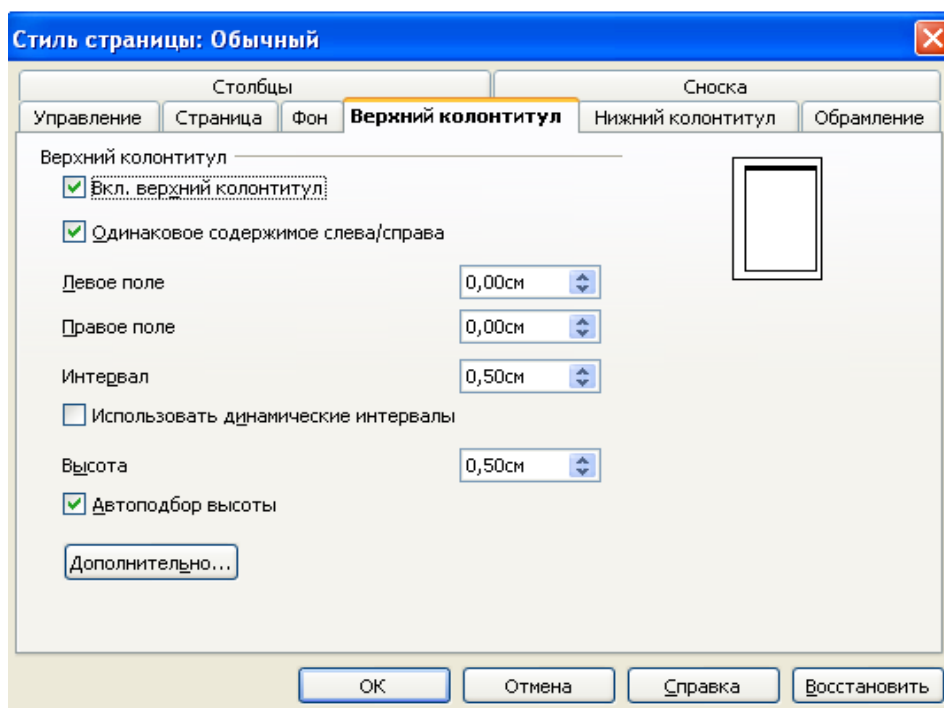 Стиль страницы: Обычный
Столбцы Сноска
Управление Страница Фон Верхний колонтитул Нижний колонтитул Обрамление
Верхний колонтитул
Вкл. верхний колонтитул
Одинаковое содержимое слева/справа
Левое поле 0,00см
Правое поле 0,00см
Интервал 0,50см
Использовать динамические интервалы
Высота 0,50см
Автоподбор высоты
Дополнительно...
ОК Отмена Справка Восстановить